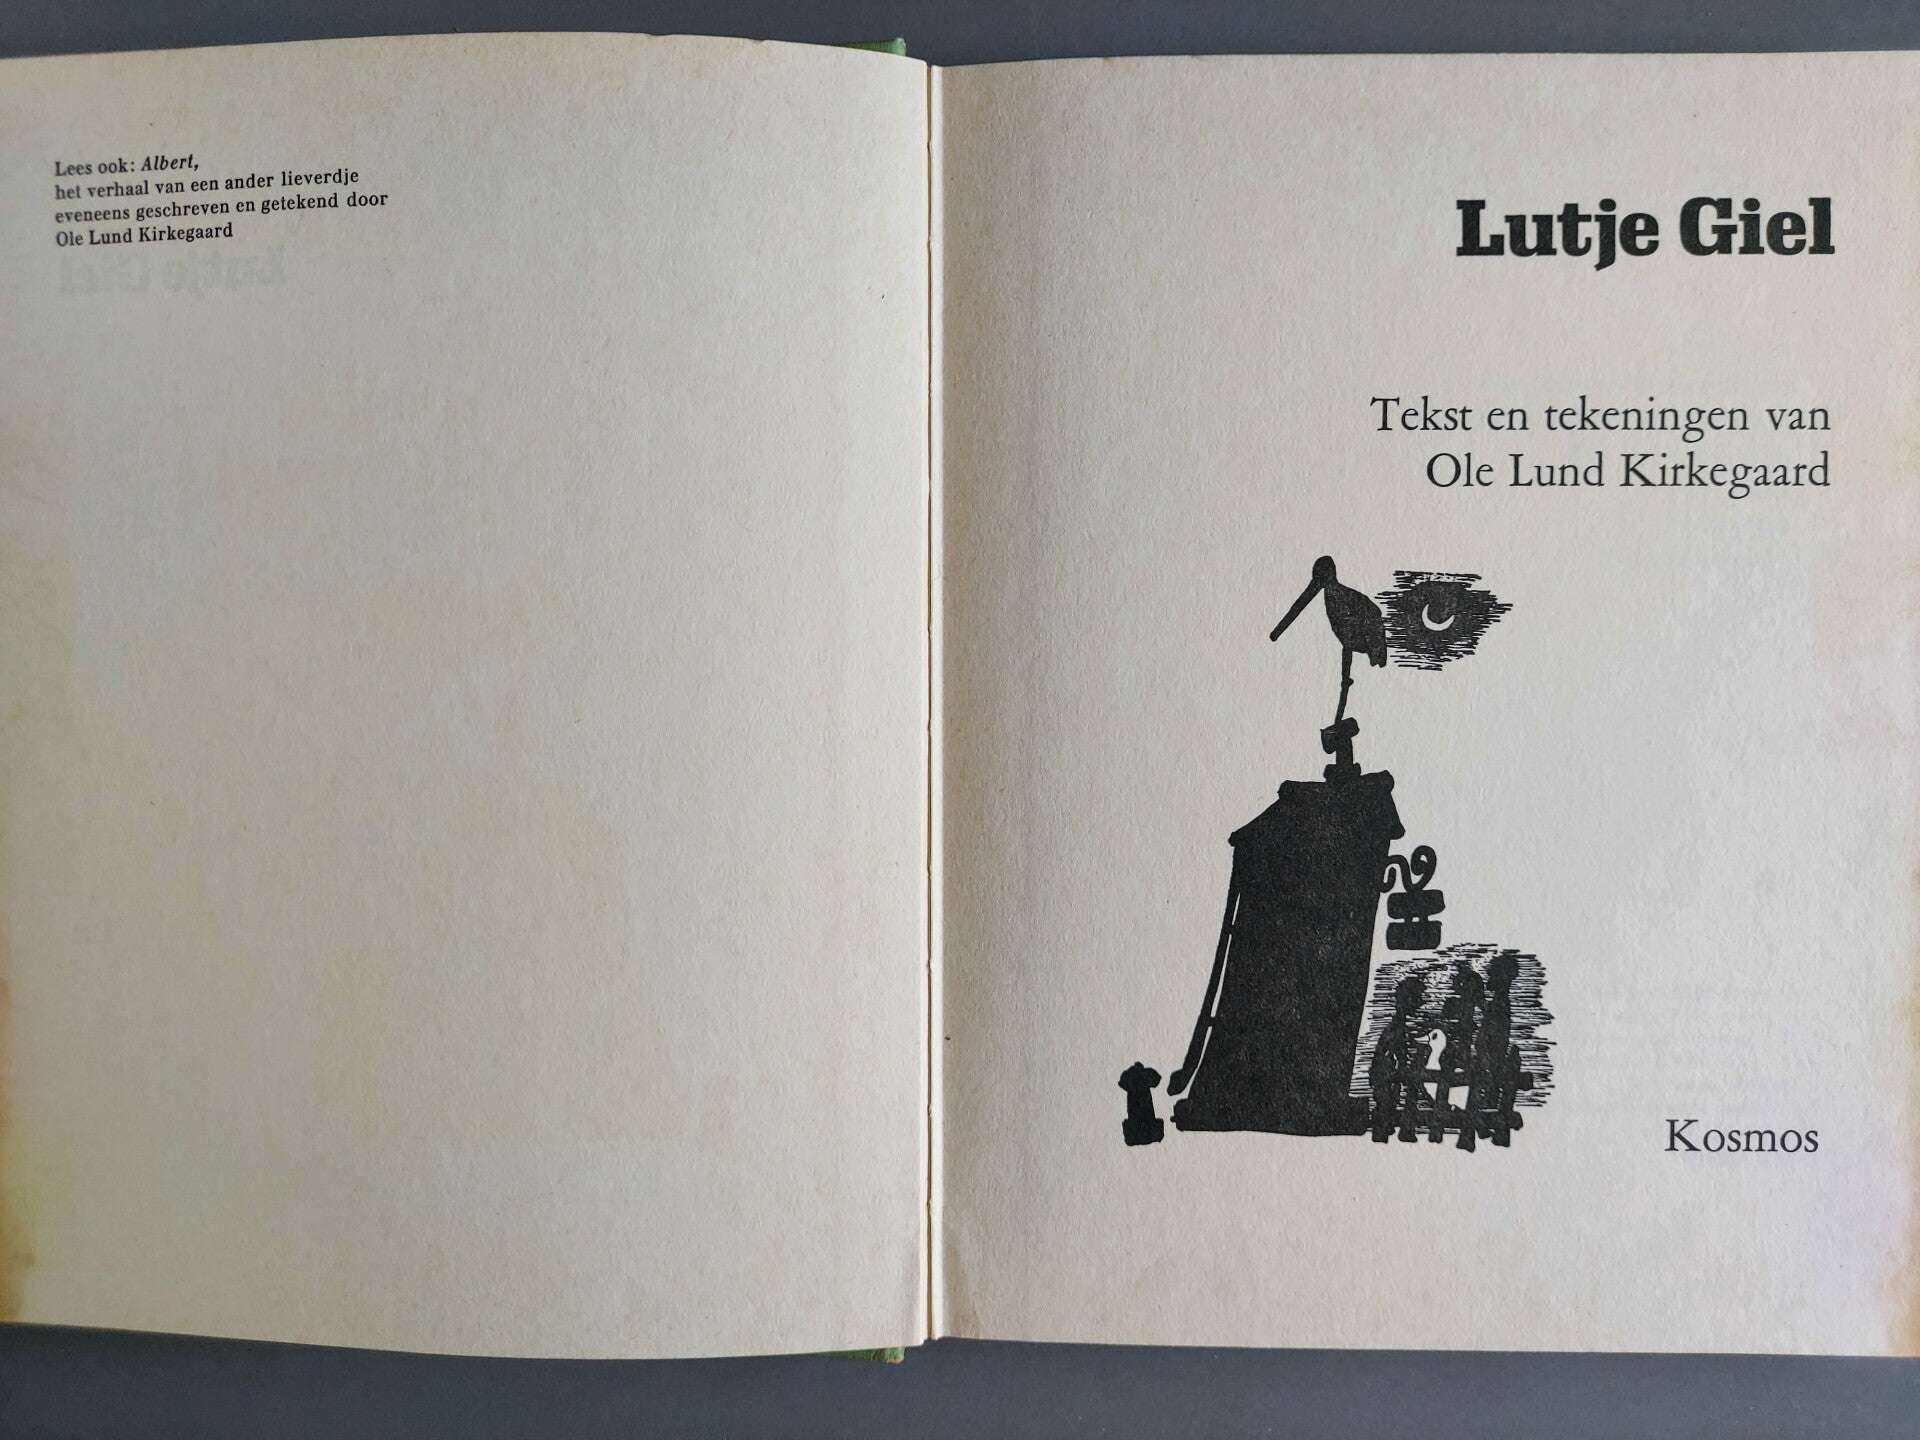 Lees ook: Albert,
het verhaal van een ander lieverdje
eveneens geschreven en getekend door
Ole Lund Kirkegaard
Lutje Giel
Tekst en tekeningen van
Ole Lund Kirkegaard
Kosmos